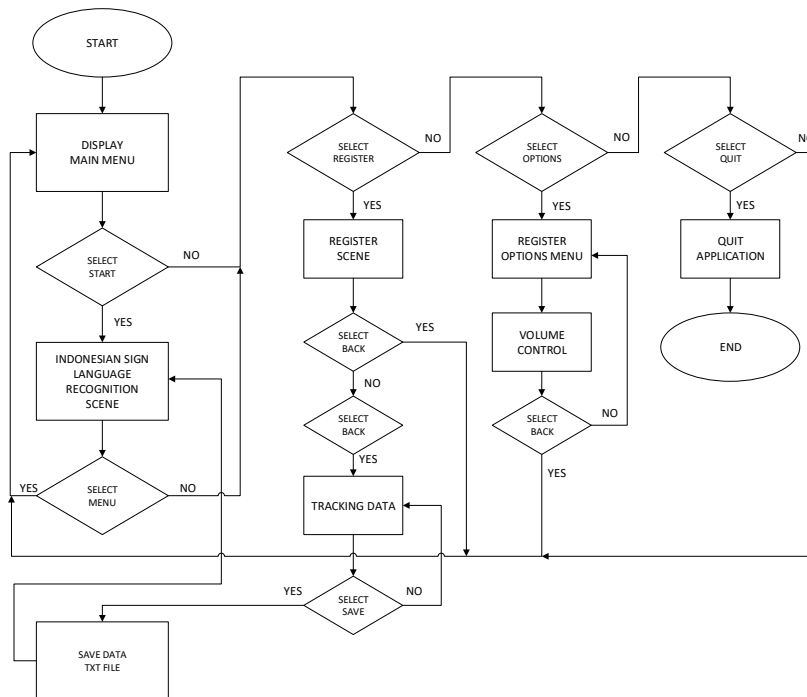 START
DISPLAY
MAIN MENU
SELECT
START
NO
YES
INDONESIAN SIGN
LANGUAGE
RECOGNITION
SCENE
YES
SELECT
MENU
NO
SAVE DATA
TXT FILE
SELECT
REGISTER
NO
YES
REGISTER
SCENE
SELECT
BACK
YES
NO
SELECT
BACK
YES
TRACKING DATA
YES
SELECT
SAVE
NO
SELECT
OPTIONS
NO
YES
REGISTER
OPTIONS MENU
VOLUME
CONTROL
SELECT
BACK
NO
YES
SELECT
QUIT
NO
YES
QUIT
APPLICATION
END